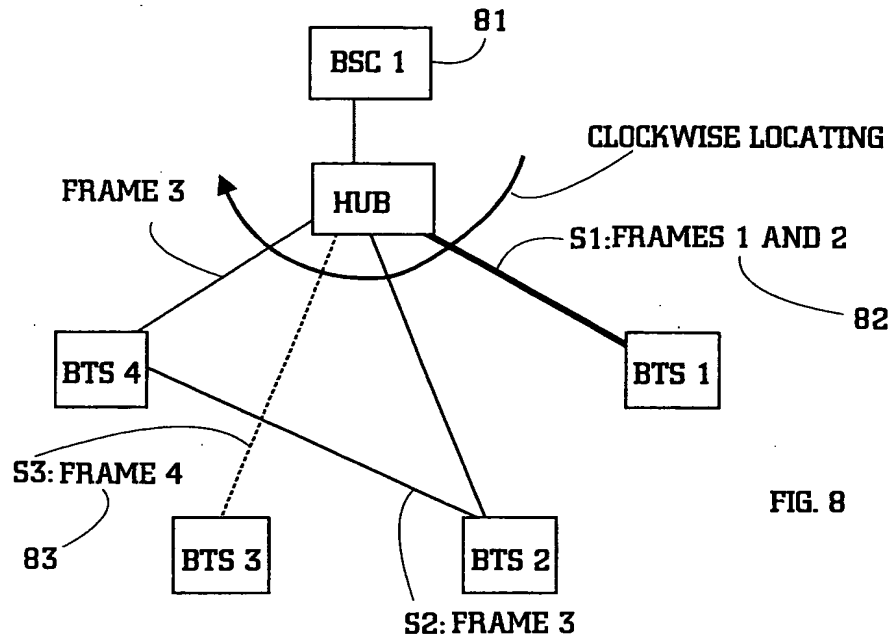 81
BSC 1
CLOCKWISE LOCATING
FRAME 3
HUB
S1:FRAMES 1 AND 2
82
BTS 4
BTS 1
S3: FRAME 4
FIG. 8
83
BTS 3
BTS 2
S2: FRAME 3